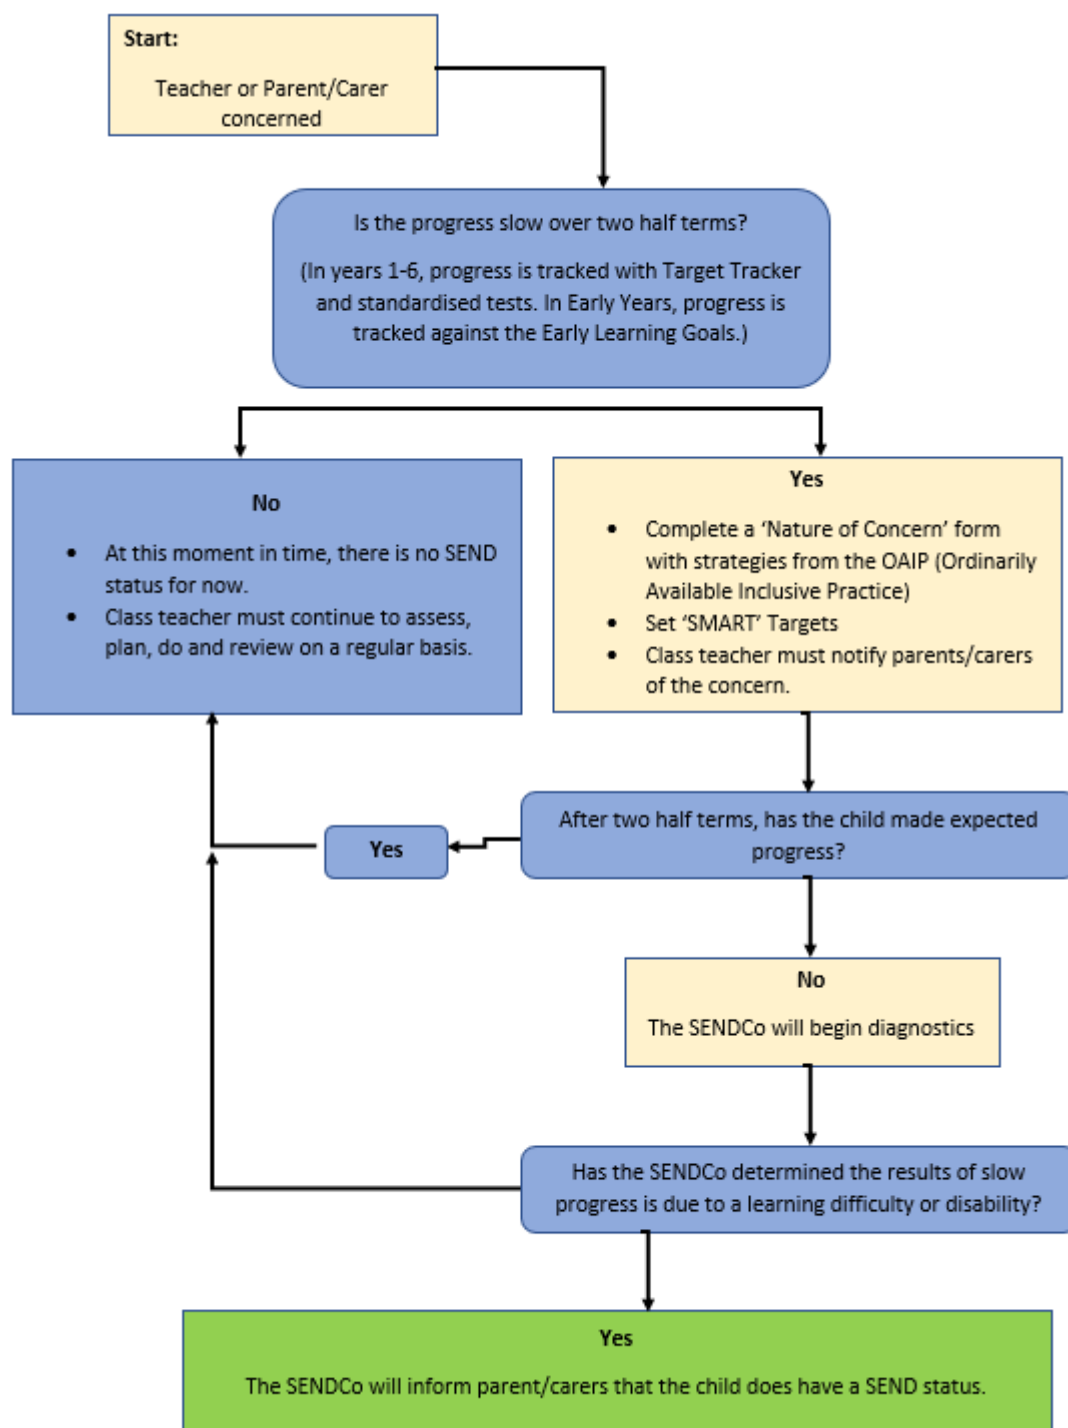 Start:
Teacher or Parent/Carer
concerned
Is the progress slow over two half terms?
(In years 1-6, progress is tracked with Target Tracker
and standardised tests. In Early Years, progress is
tracked against the Early Learning Goals.)
No
• At this moment in time, there is no SEND
status for now.
• Class teacher must continue to assess,
plan, do and review on a regular basis.
Yes
• Complete a ‘Nature of Concern’ form
with strategies from the OAIP (Ordinarily
Available Inclusive Practice)
• Set ‘SMART’ Targets
• Class teacher must notify parents/carers
of the concern.
After two half terms, has the child made expected
progress?
Yes
No
The SENDCo will begin diagnostics
Has the SENDCo determined the results of slow
progress is due to a learning difficulty or disability?
Yes
The SENDCo will inform parent/carers that the child does have a SEND status.